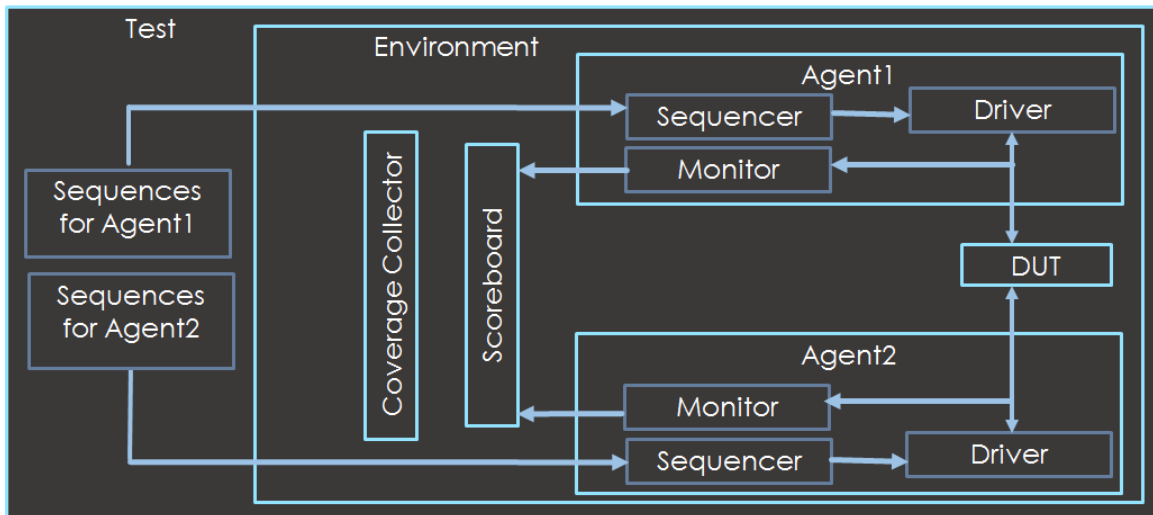 Test
Environment
Agent1
Sequencer
Driver
Monitor
Sequences
for Agent1
Coverage Collector
Scoreboard
DUT
Sequences
for Agent2
Agent2
Monitor
Sequencer
Driver